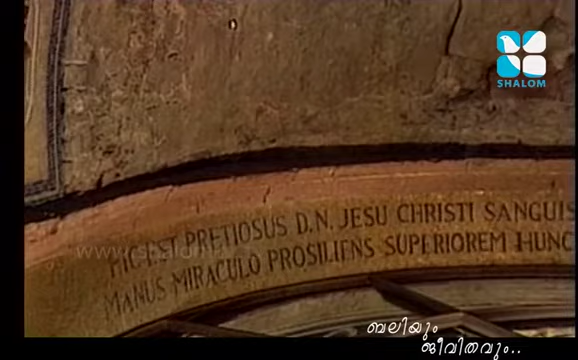 SHALOM
HIC EST PRETIOSUS D.N. JESU CHRISTI SANGUIS
MANUS MIRACULO PROSILIENS SUPERIOREM HUNC
ബലിയും
ജീവിതവും..